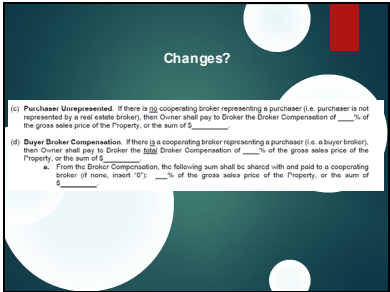 Changes?
(c) Purchaser Unrepresented. If there is no cooperating broker representing a purchaser (i.e. purchaser is not
represented by a real estate broker), then Owner shall pay to Broker the Broker Compensation of ____% of
the gross sales price of the Property, or the sum of $________.
(d) Buyer Broker Compensation. If there is a cooperating broker representing a purchaser (i.e. a buyer broker),
then Owner shall pay to Broker the total Broker Compensation of ____% of the gross sales price of the
Property, or the sum of $________.
a. From the Broker Compensation, the following sum shall be shared with and paid to a cooperating
broker (if none, insert "0"): ___% of the gross sales price of the Property, or the sum of
$________.